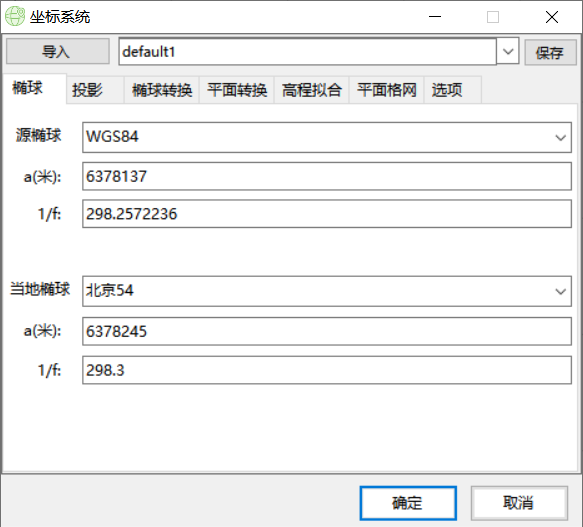 坐标系统
导入 default1 保存
椭球 投影 椭球转换 平面转换 高程拟合 平面格网 选项
源椭球 WGS84
a(米): 6378137
1/f: 298.2572236
当地椭球 北京54
a(米): 6378245
1/f: 298.3
确定 取消